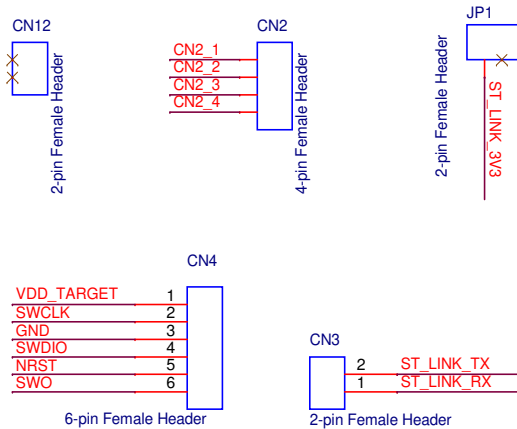 CN12
2-pin Female Header
CN2
CN2_1
CN2_2
CN2_3
CN2_4
4-pin Female Header
JP1
2-pin Female Header
ST_LINK_3V3
CN4
VDD_TARGET 1
SWCLK 2
GND 3
SWDIO 4
NRST 5
SWO 6
6-pin Female Header
CN3
2 ST_LINK_TX
1 ST_LINK_RX
2-pin Female Header